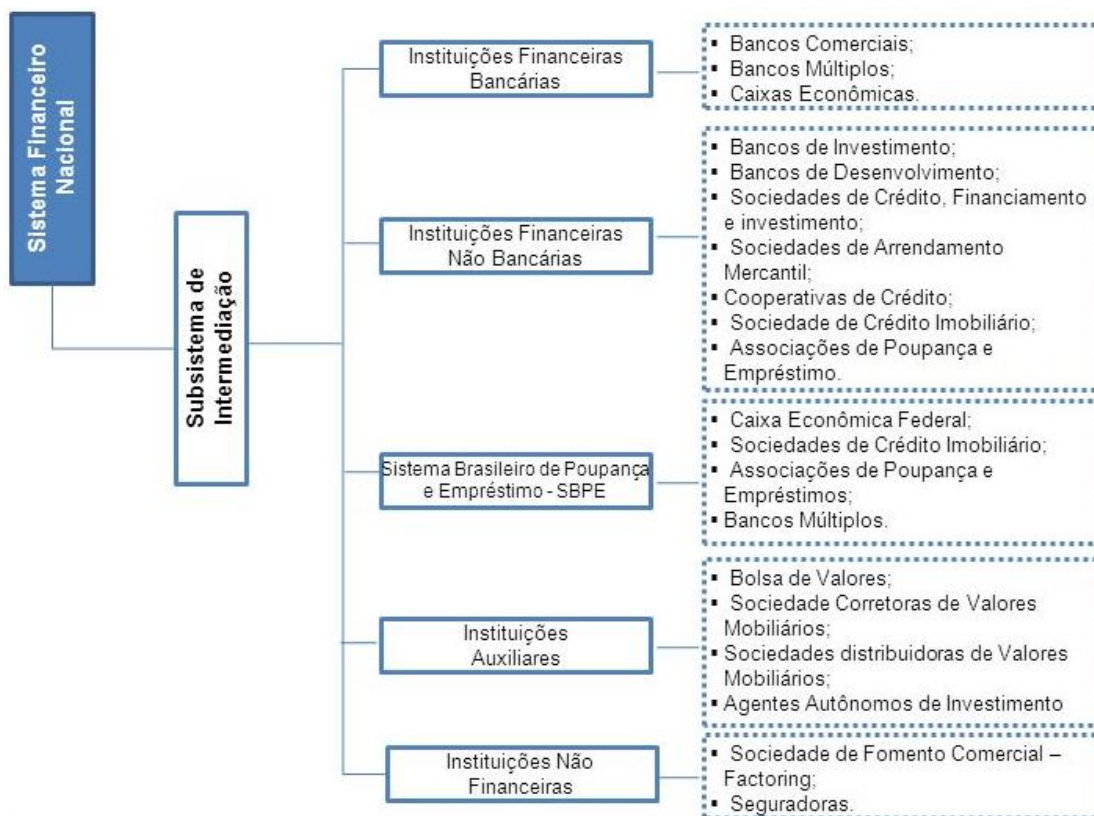 Sistema Financeiro
Nacional
Subsistema de
Intermediação
Instituições Financeiras
Bancárias
▪ Bancos Comerciais;
▪ Bancos Múltiplos;
▪ Caixas Econômicas.
Instituições Financeiras
Não Bancárias
▪ Bancos de Investimento;
▪ Bancos de Desenvolvimento;
▪ Sociedades de Crédito, Financiamento
e investimento;
▪ Sociedades de Arrendamento
Mercantil;
▪ Cooperativas de Crédito;
▪ Sociedade de Crédito Imobiliário;
▪ Associações de Poupança e
Empréstimo.
Sistema Brasileiro de Poupança
e Empréstimo - SBPE
▪ Caixa Econômica Federal;
▪ Sociedades de Crédito Imobiliário;
▪ Associações de Poupança e
Empréstimos;
▪ Bancos Múltiplos.
Instituições
Auxiliares
▪ Bolsa de Valores;
▪ Sociedade Corretoras de Valores
Mobiliários;
▪ Sociedades distribuidoras de Valores
Mobiliários;
▪ Agentes Autônomos de Investimento
Instituições Não
Financeiras
▪ Sociedade de Fomento Comercial –
Factoring;
▪ Seguradoras.